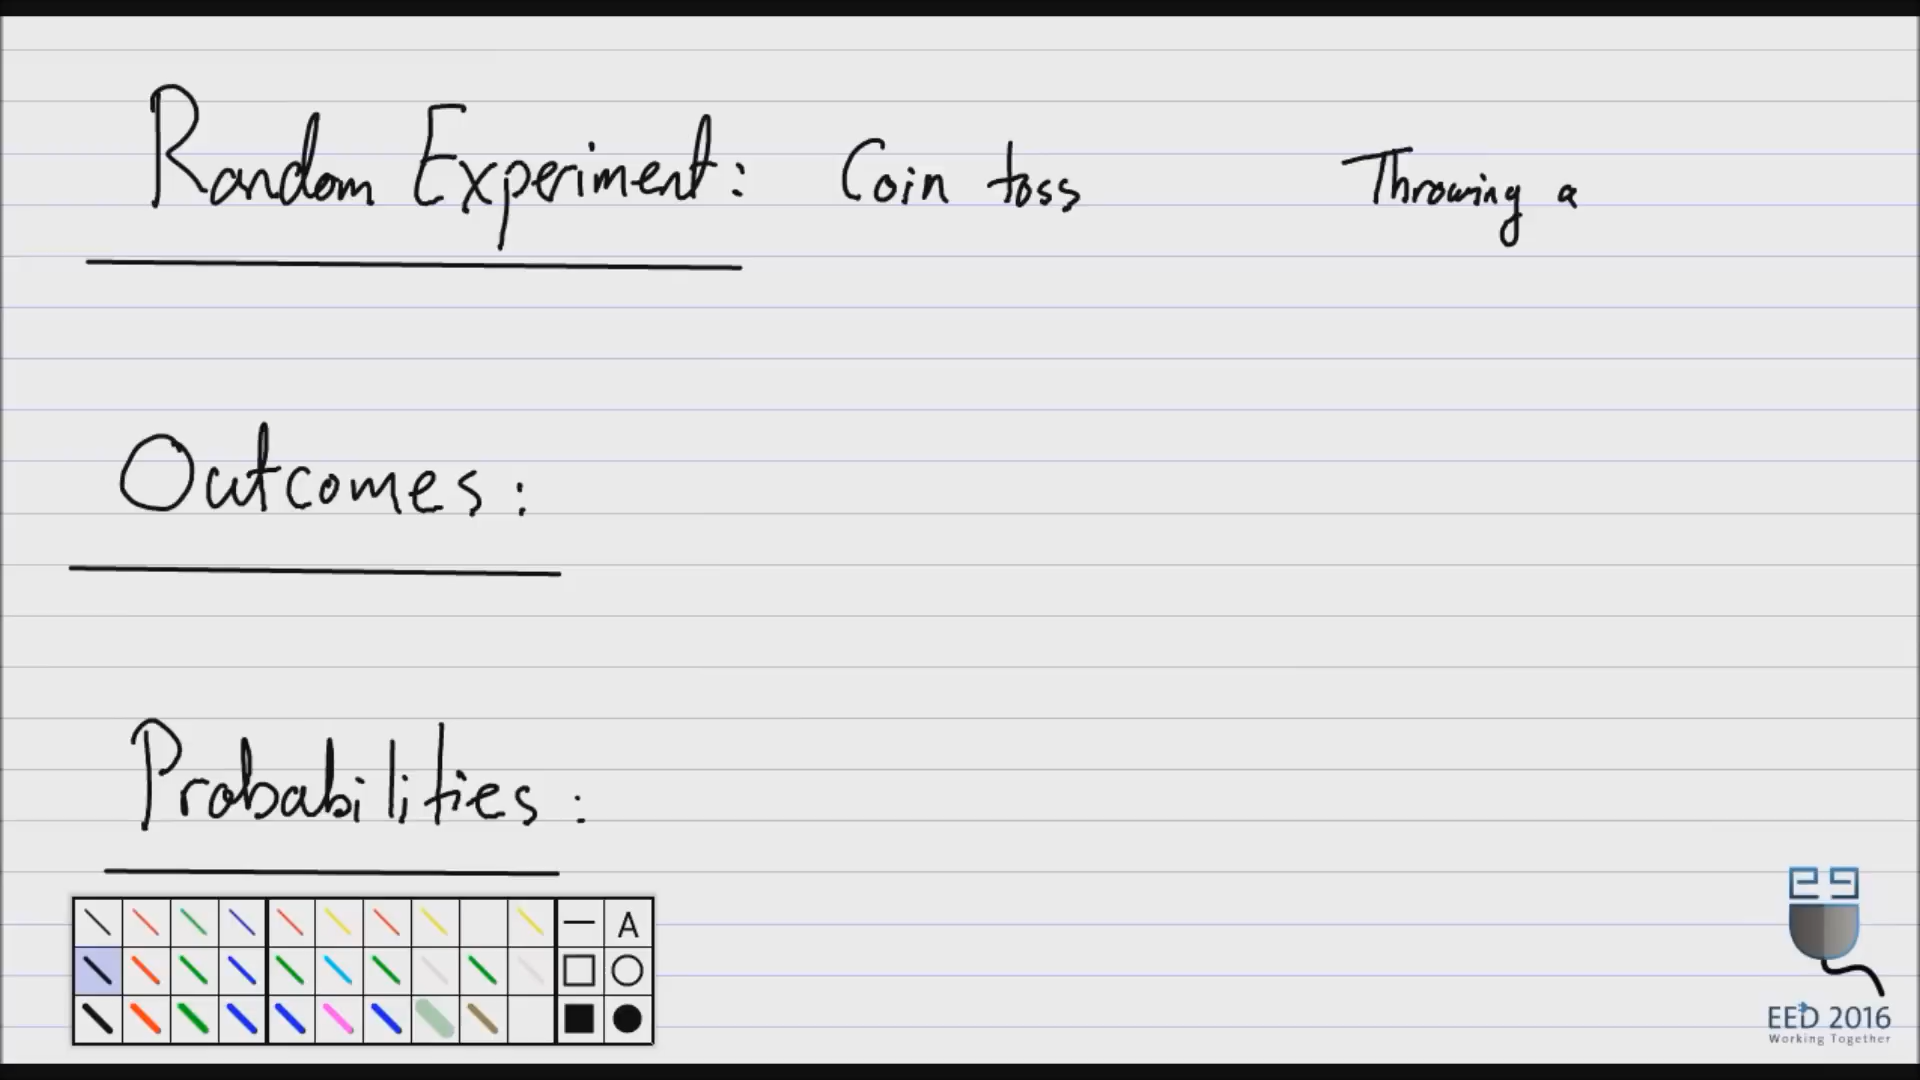 Random Experiment: Coin toss Throwing a
Outcomes:
Probabilities:
A
EED 2016
Working Together